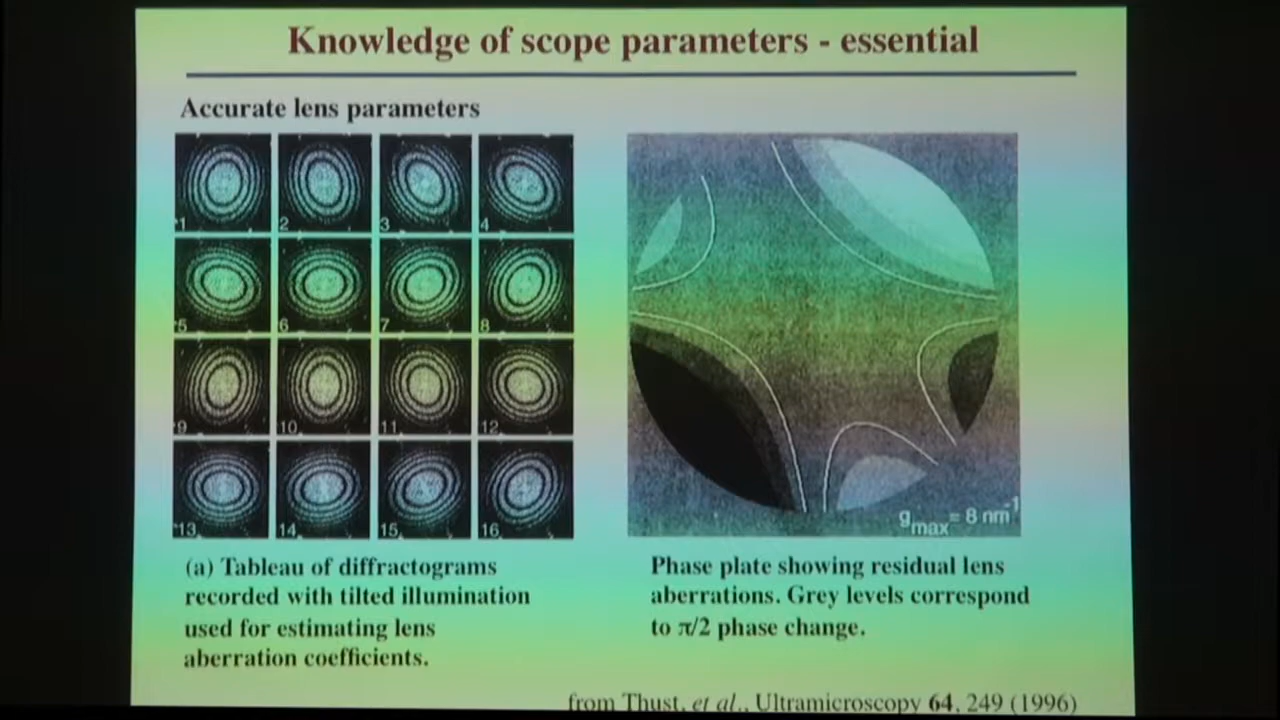 Knowledge of scope parameters - essential
Accurate lens parameters
1
2
3
4
5
6
7
8
9
10
11
12
13
14
15
16
g max = 8 nm-1
(a) Tableau of diffractograms
recorded with tilted illumination
used for estimating lens
aberration coefficients.
Phase plate showing residual lens
aberrations. Grey levels correspond
to π/2 phase change.
from Thust, et al., Ultramicroscopy 64, 249 (1996)